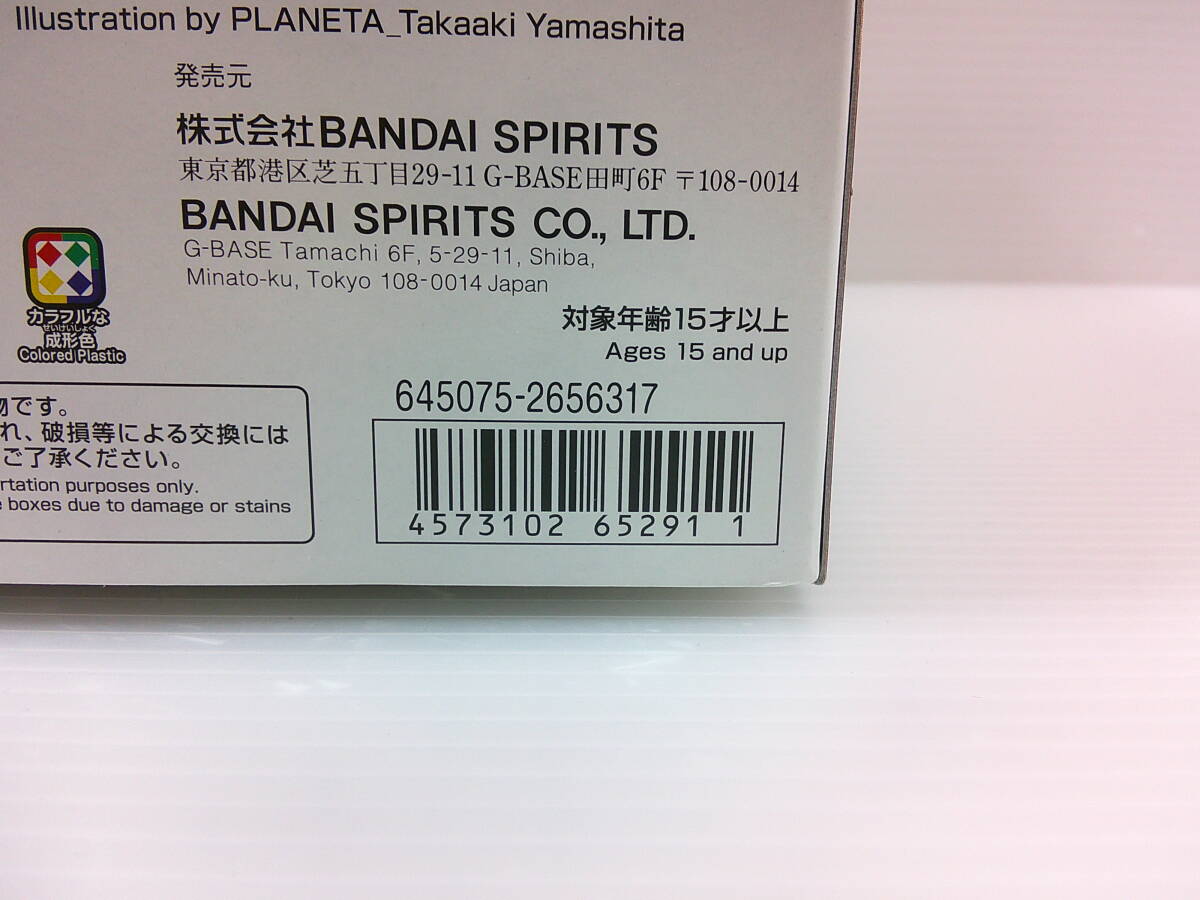 Illustration by PLANETA_Takaaki Yamashita
発売元
株式会社BANDAI SPIRITS
東京都港区芝五丁目29-11 G-BASE田町6F 〒108-0014
BANDAI SPIRITS CO., LTD.
G-BASE Tamachi 6F, 5-29-11, Shiba,
Minato-ku, Tokyo 108-0014 Japan
カラフルな
せいけいしょく
成形色
Colored Plastic
対象年齢15才以上
Ages 15 and up
物です。
れ、破損等による交換には
ご了承ください。
rtation purposes only.
e boxes due to damage or stains
645075-2656317
4573102 65291 1